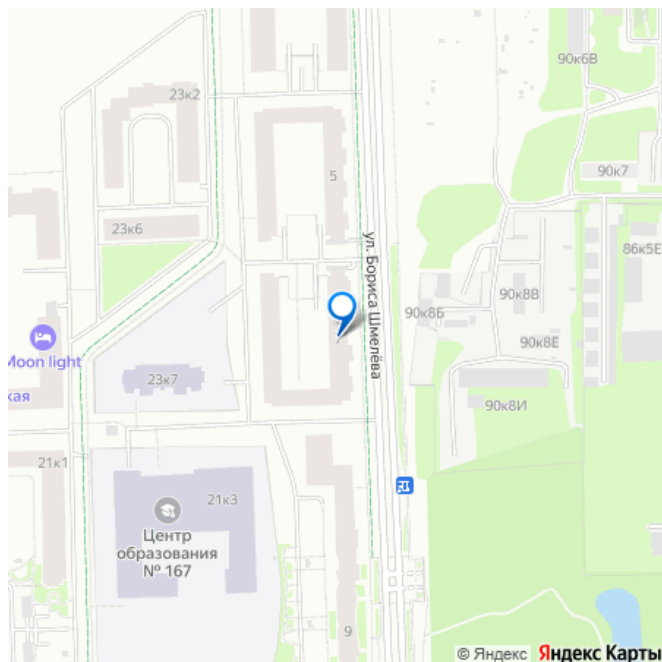 90к6В
23к2
90к7
5
23к6
ул. Бориса Шмелёва
86к5Е
90к8В
90к8Б
Moon light
90к8Е
23к7
кая
90к8И
21к1
21к3
Центр
образования
№ 167
9
© Яндекс Яндекс Карты